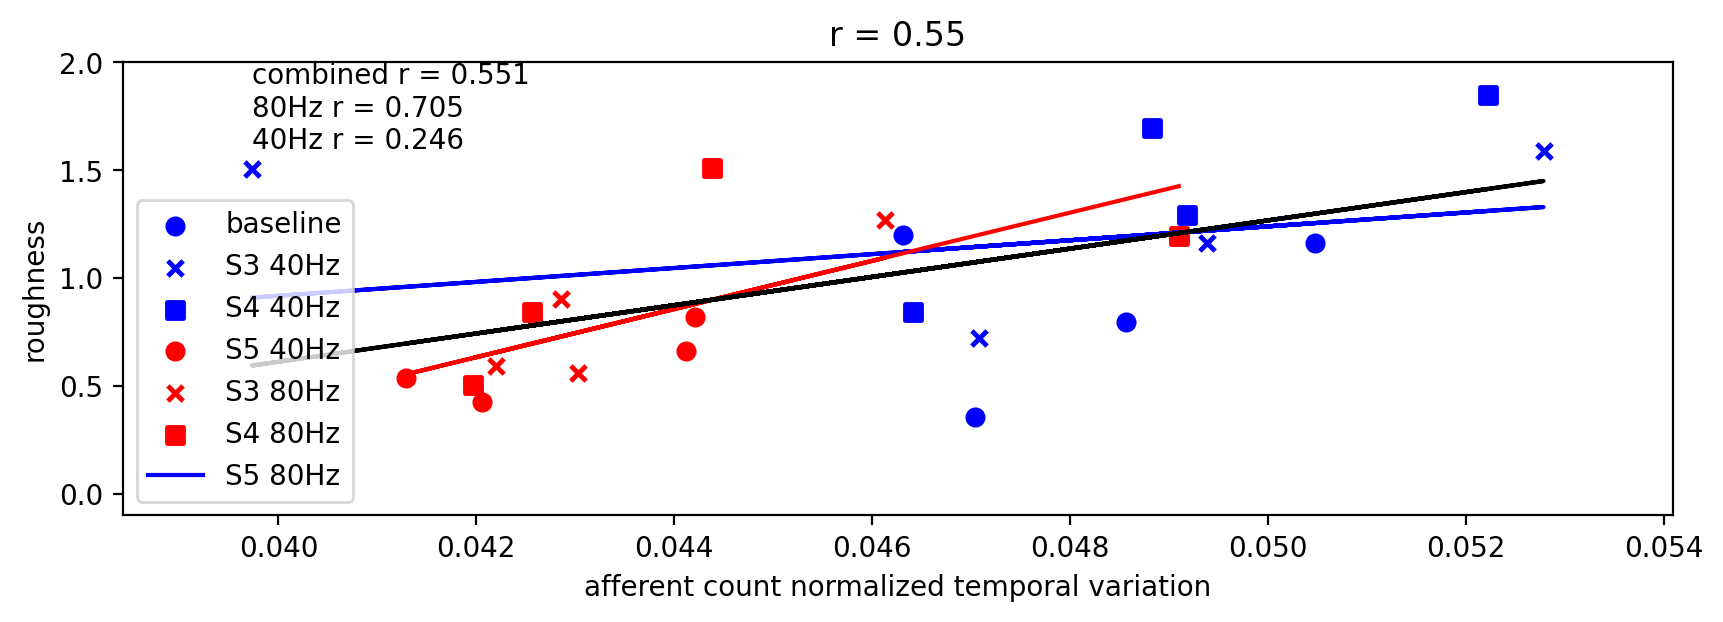 r = 0.55
combined r = 0.551
80Hz r = 0.705
40Hz r = 0.246
2.0
1.5
1.0
0.5
0.0
roughness
baseline
S3 40Hz
S4 40Hz
S5 40Hz
S3 80Hz
S4 80Hz
S5 80Hz
0.040 0.042 0.044 0.046 0.048 0.050 0.052 0.054
afferent count normalized temporal variation